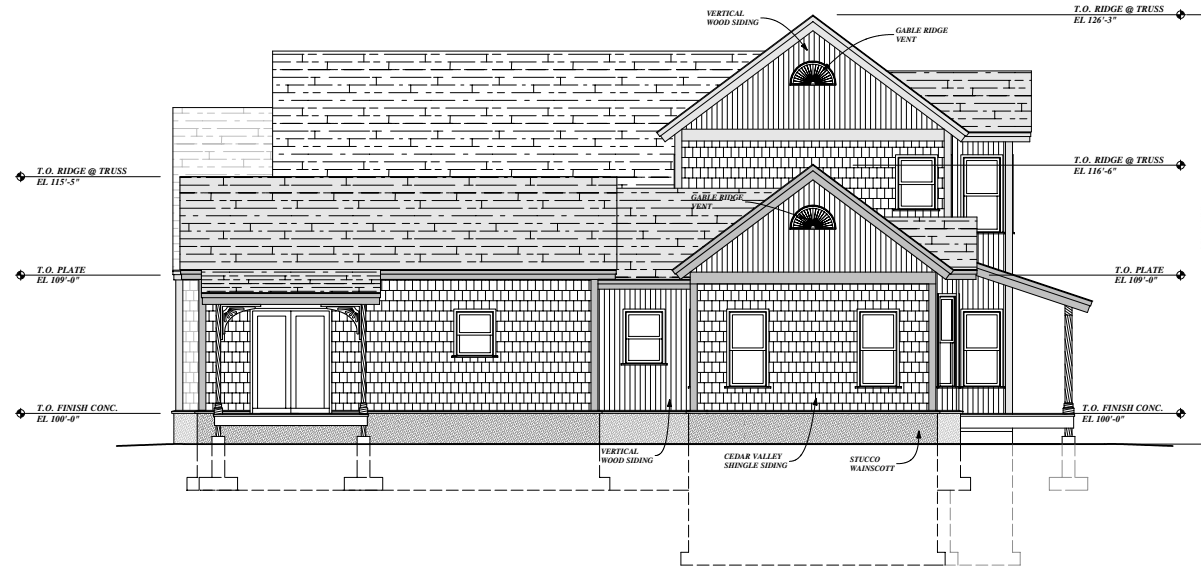 T.O. RIDGE @ TRUSS
EL 126'-3"
VERTICAL
WOOD SIDING
GABLE RIDGE
VENT
T.O. RIDGE @ TRUSS
EL 116'-6"
T.O. RIDGE @ TRUSS
EL 115'-5"
GABLE RIDGE
VENT
T.O. PLATE
EL 109'-0"
T.O. PLATE
EL 109'-0"
T.O. FINISH CONC.
EL 100'-0"
T.O. FINISH CONC.
EL 100'-0"
VERTICAL
WOOD SIDING
CEDAR VALLEY
SHINGLE SIDING
STUCCO
WAINSCOTT